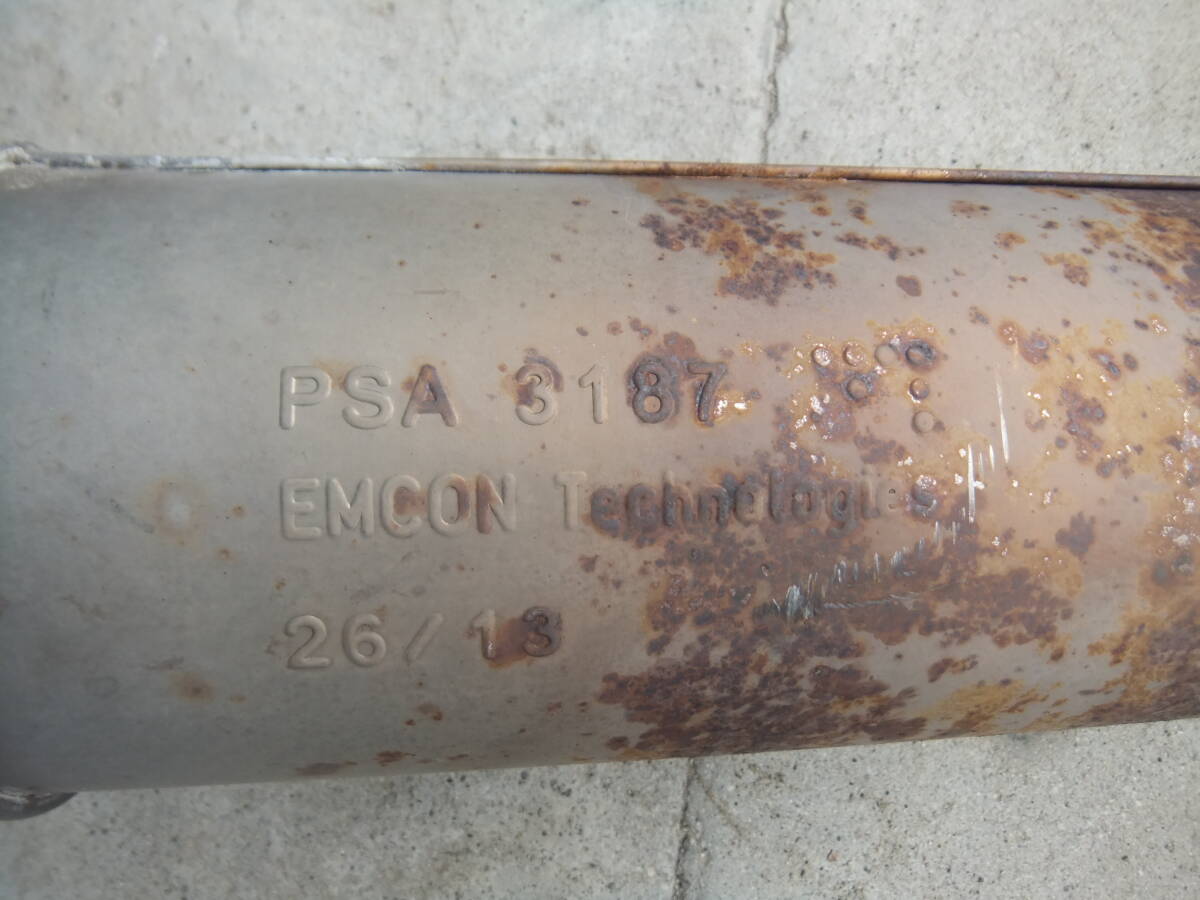 PSA 3187
EMCON Technologies
26/13